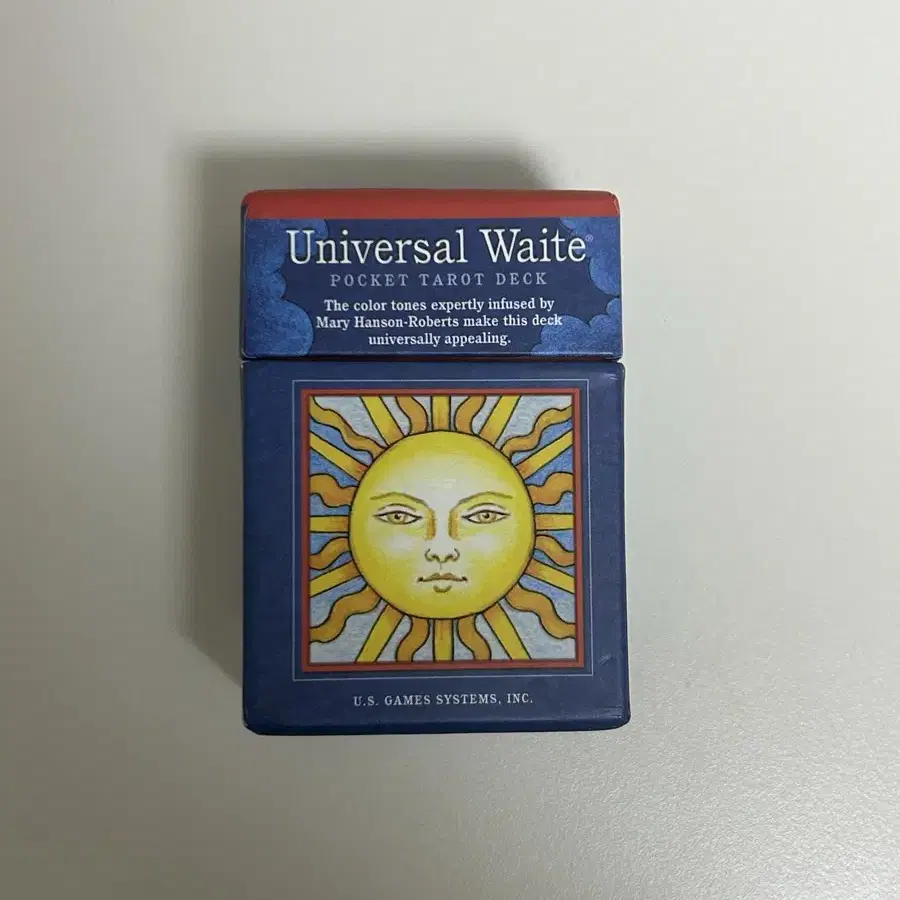 Universal Waite®
POCKET TAROT DECK
The color tones expertly infused by
Mary Hanson-Roberts make this deck
universally appealing.
U.S. GAMES SYSTEMS, INC.